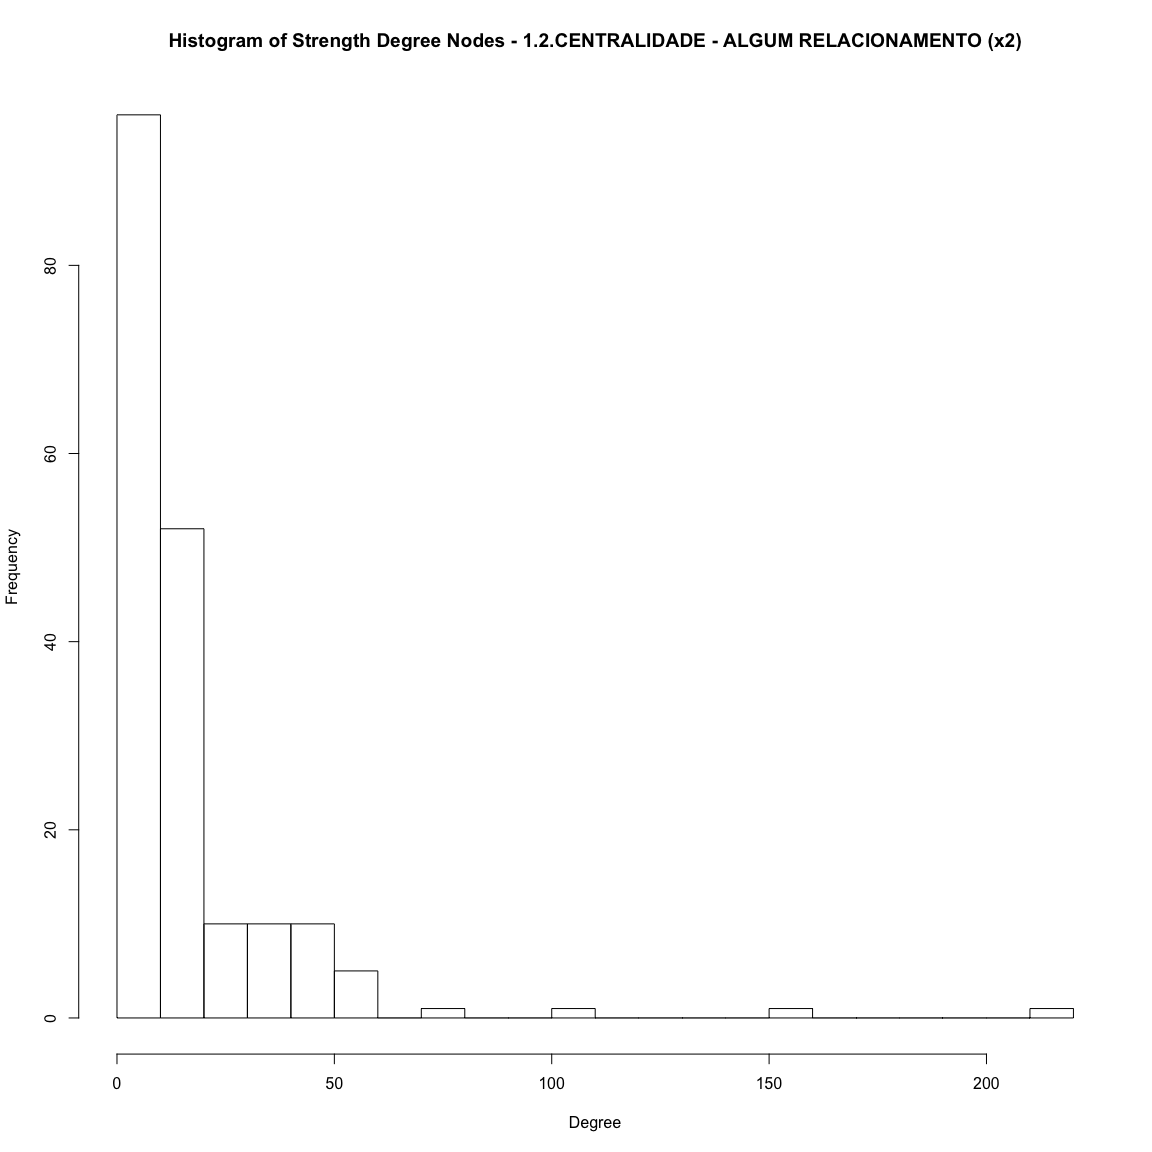 Histogram of Strength Degree Nodes - 1.2.CENTRALIDADE - ALGUM RELACIONAMENTO (x2)
Frequency
80
60
40
20
0
0 50 100 150 200
Degree